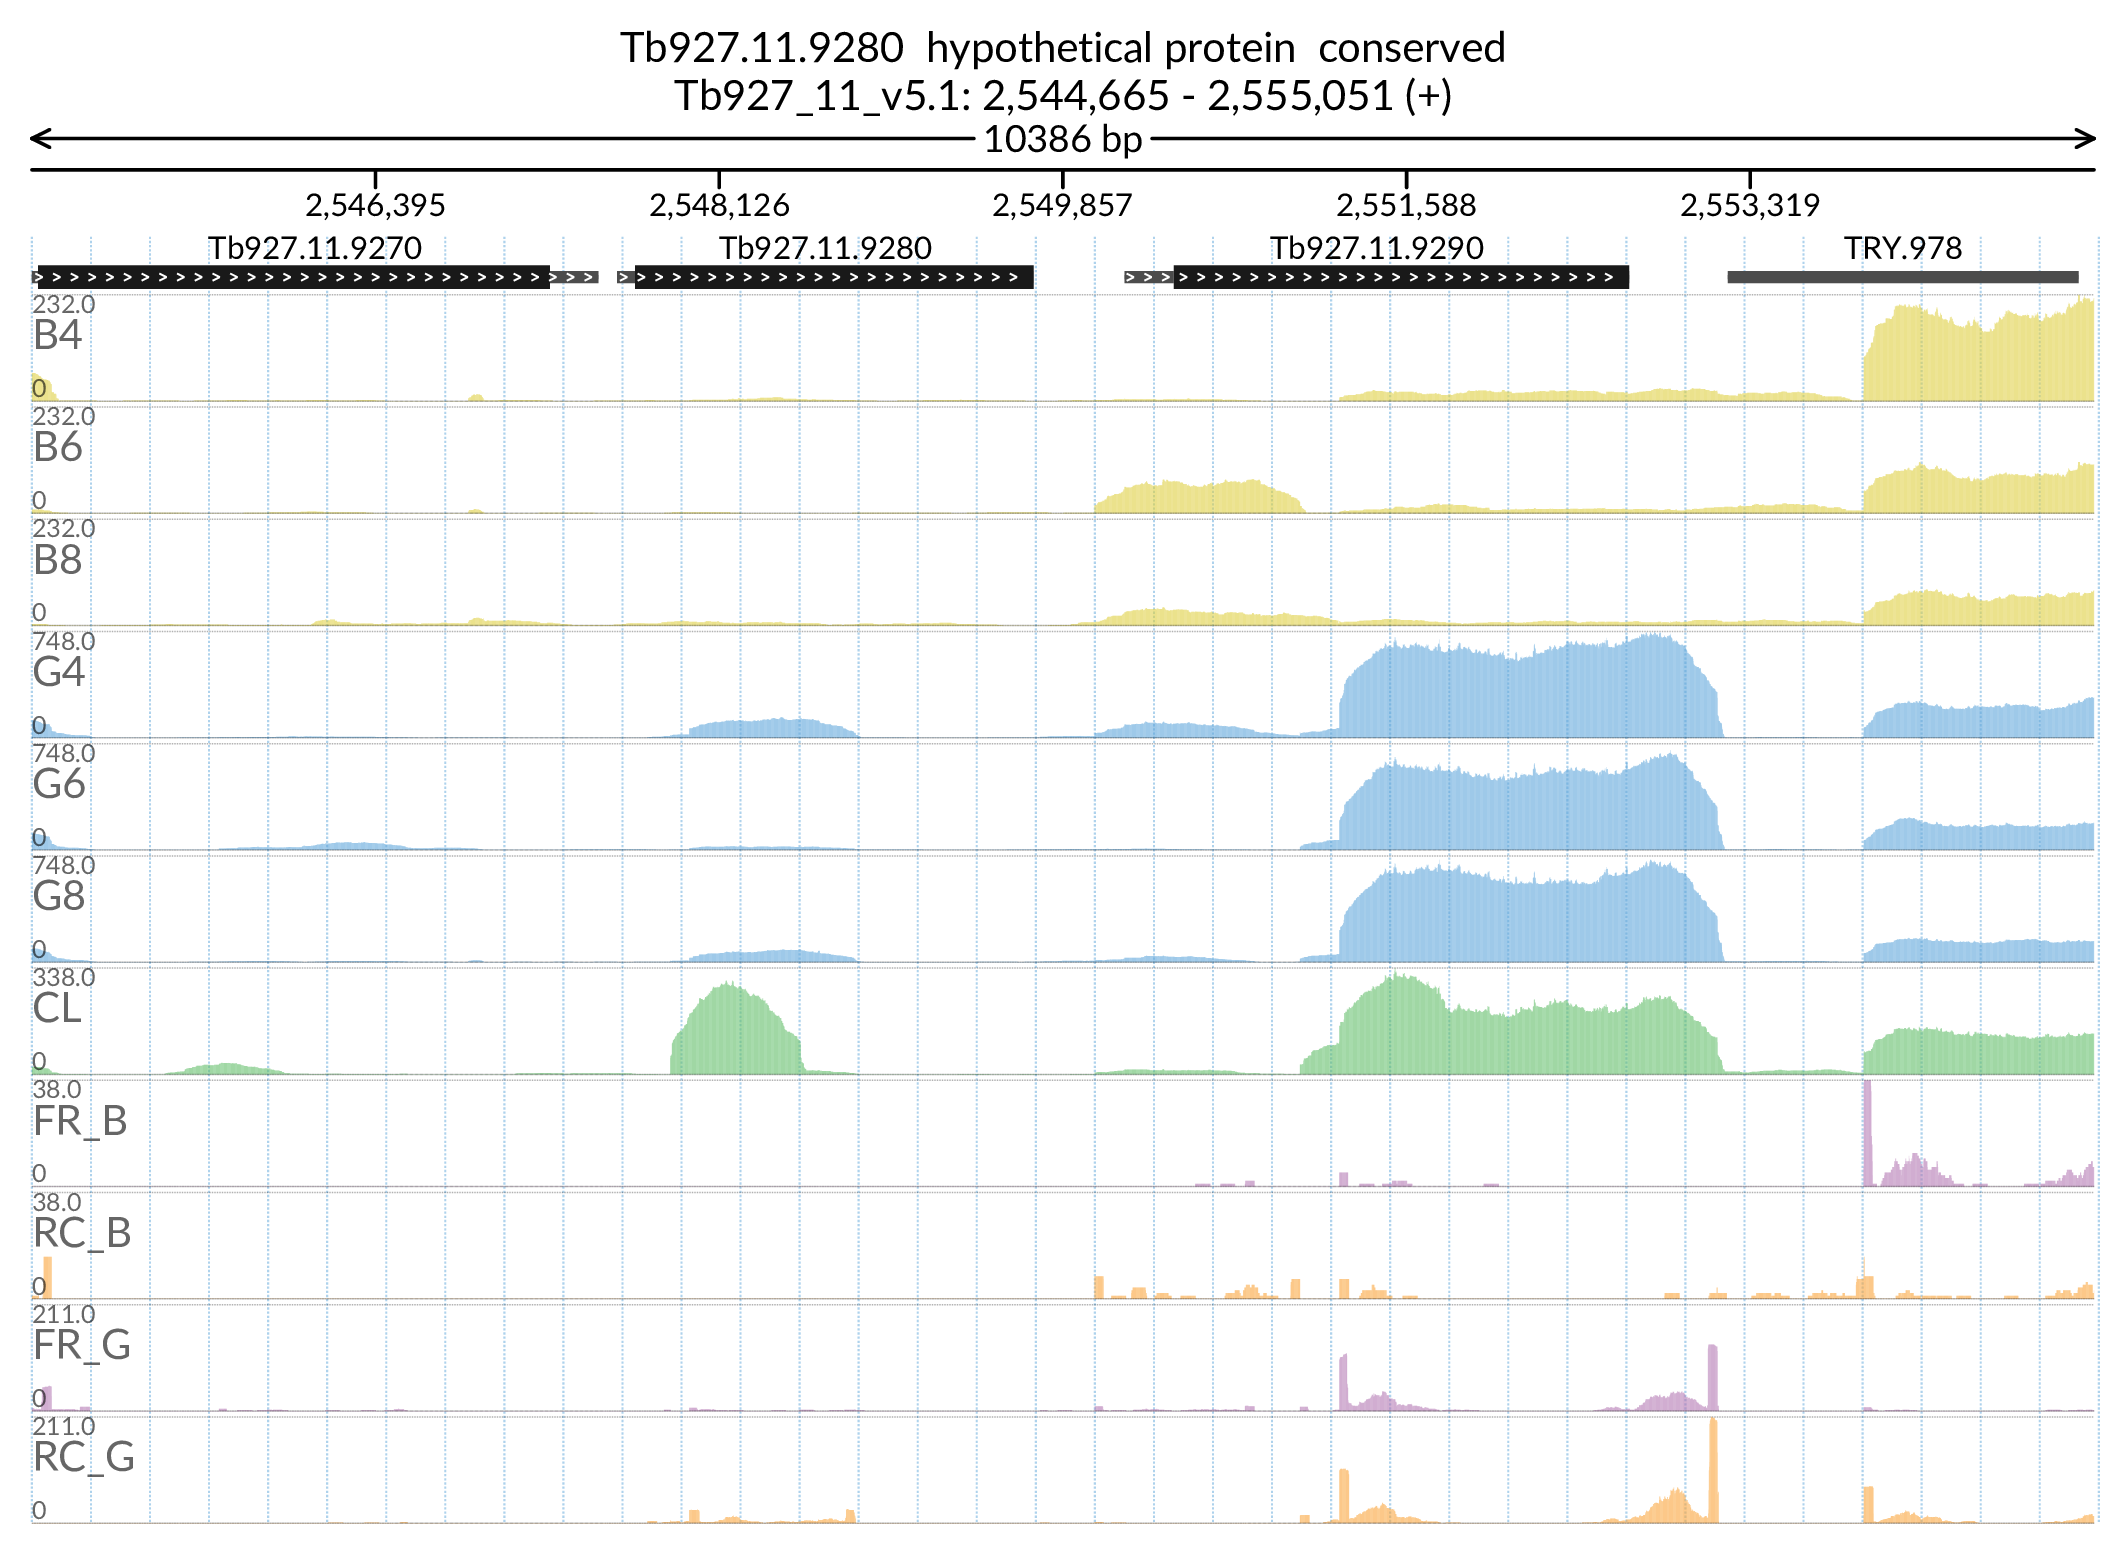 Tb927.11.9280  hypothetical protein  conserved
Tb927_11_v5.1: 2,544,665 - 2,555,051 (+)
10386 bp
2,546,395 2,548,126 2,549,857 2,551,588 2,553,319
Tb927.11.9270 Tb927.11.9280 Tb927.11.9290 TRY.978
232.0
B4
0
232.0
B6
0
232.0
B8
0
748.0
G4
0
748.0
G6
0
748.0
G8
0
338.0
CL
0
38.0
FR_B
0
38.0
RC_B
0
211.0
FR_G
0
211.0
RC_G
0